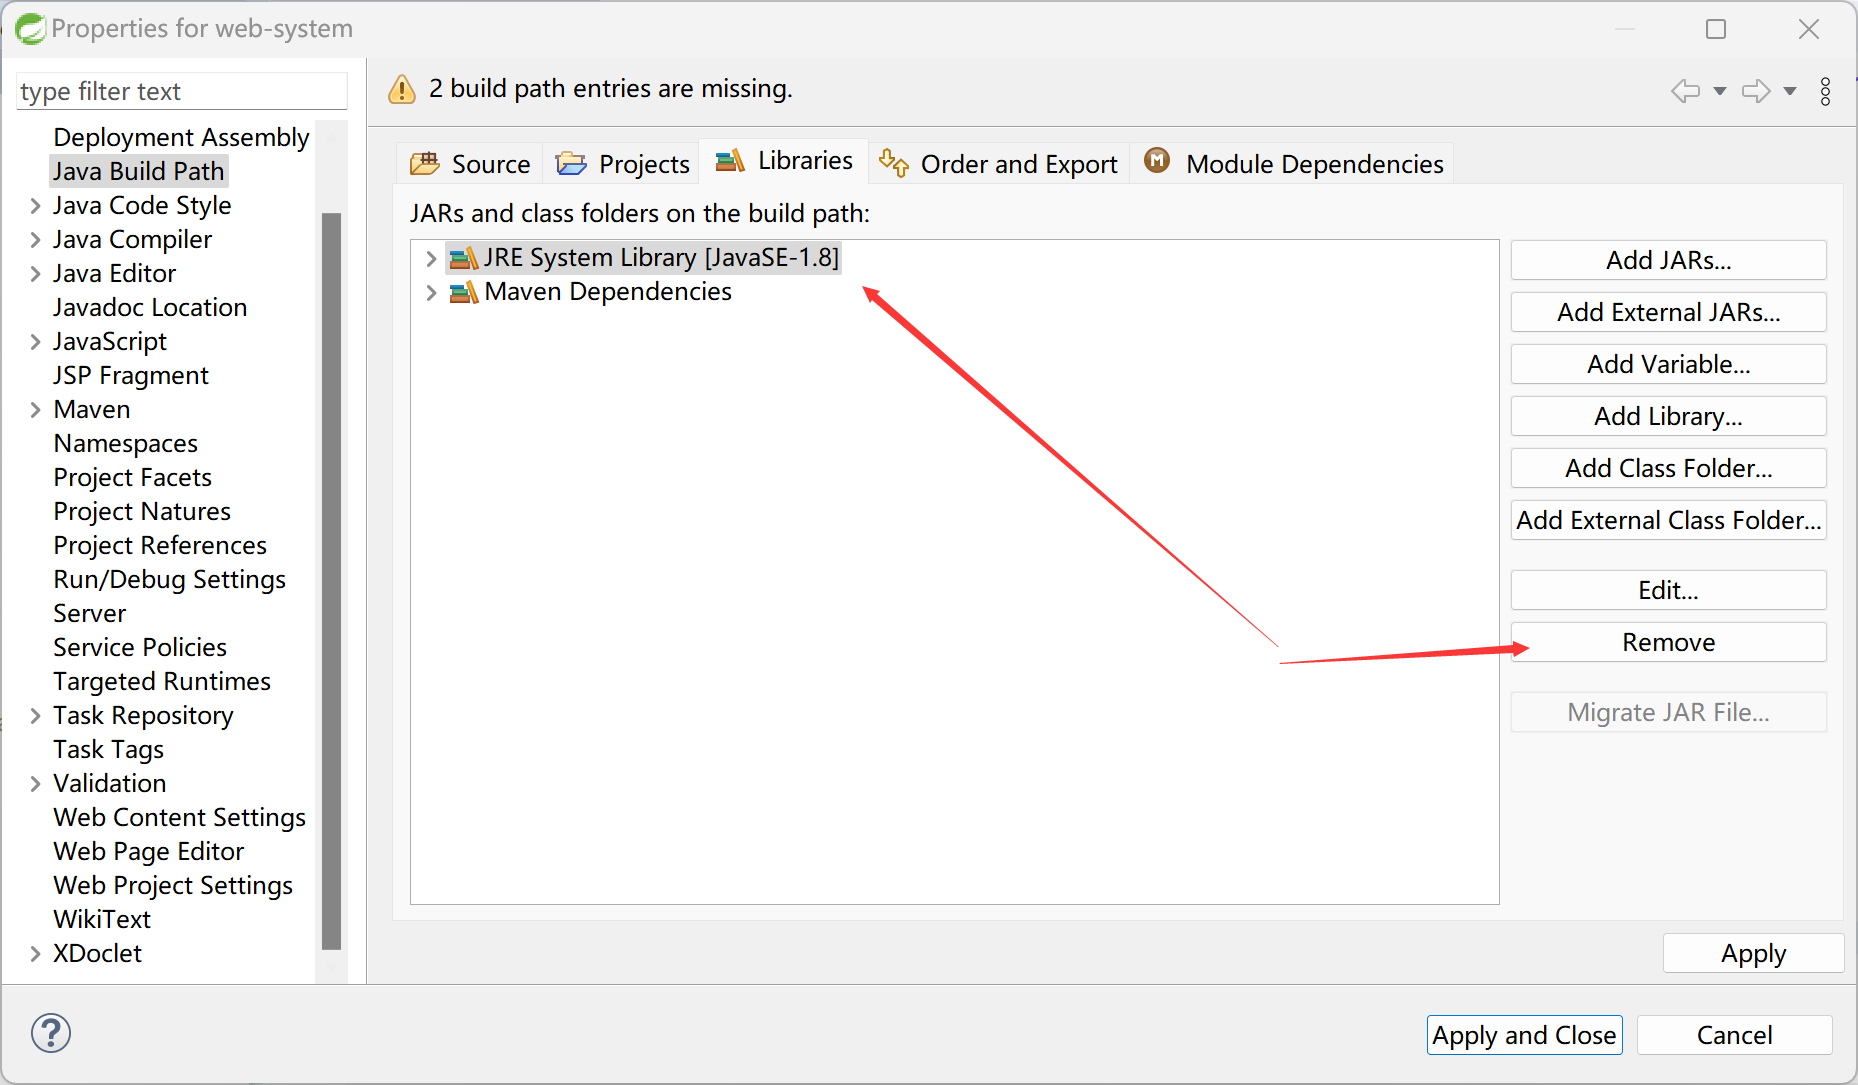 Properties for web-system
type filter text
Deployment Assembly
Java Build Path
Java Code Style
Java Compiler
Java Editor
Javadoc Location
JavaScript
JSP Fragment
Maven
Namespaces
Project Facets
Project Natures
Project References
Run/Debug Settings
Server
Service Policies
Targeted Runtimes
Task Repository
Task Tags
Validation
Web Content Settings
Web Page Editor
Web Project Settings
WikiText
XDoclet
2 build path entries are missing.
Source Projects Libraries Order and Export Module Dependencies
JARs and class folders on the build path:
JRE System Library [JavaSE-1.8]
Maven Dependencies
Add JARs...
Add External JARs...
Add Variable...
Add Library...
Add Class Folder...
Add External Class Folder...
Edit...
Remove
Migrate JAR File...
Apply
Apply and Close Cancel